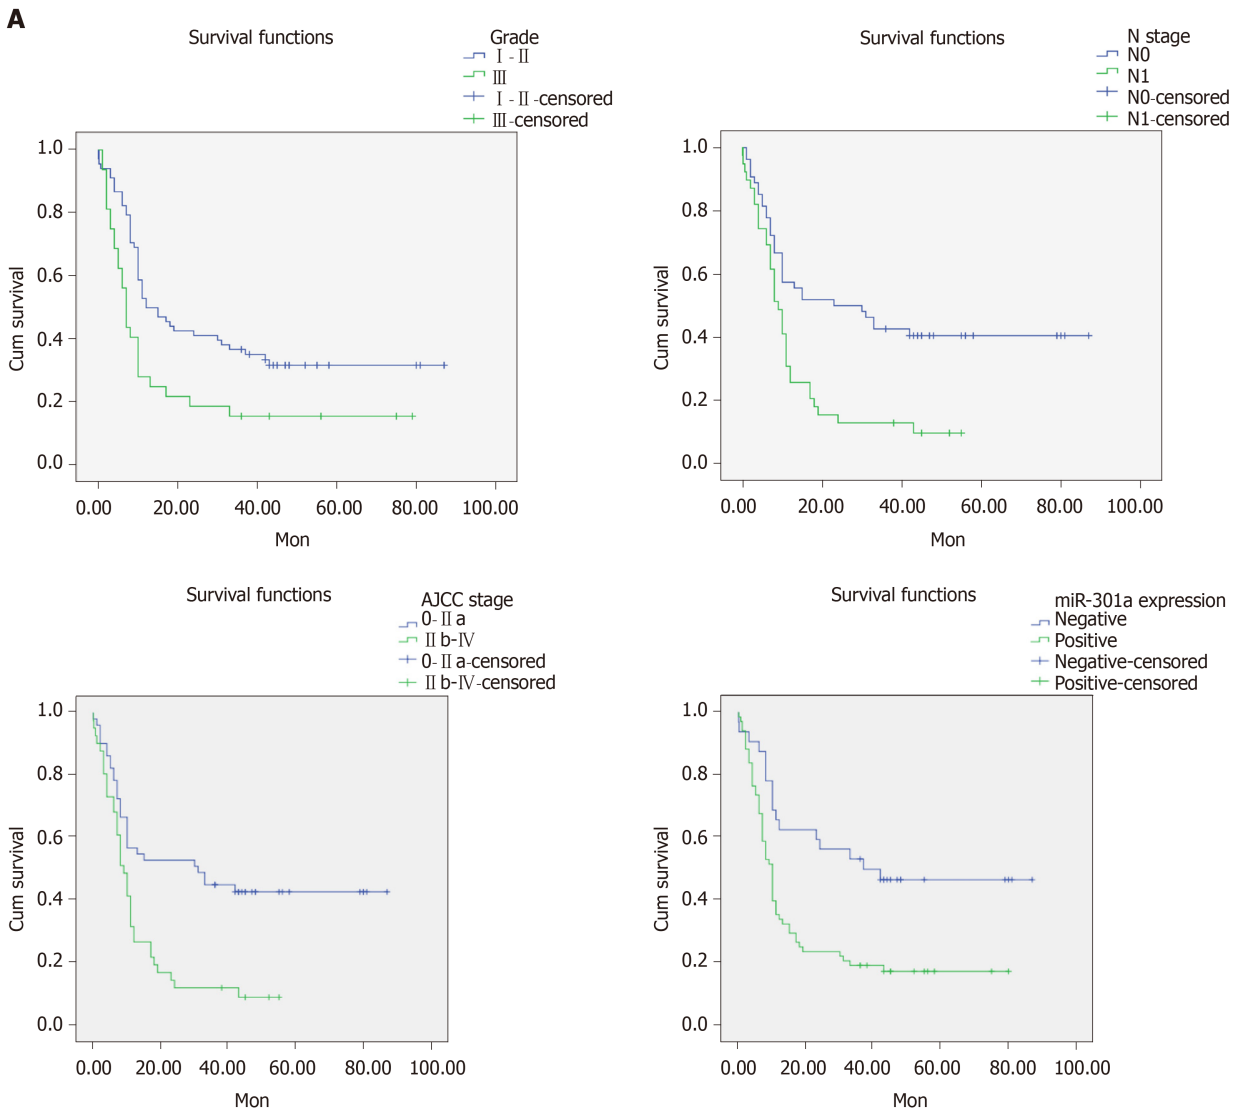 A
Survival functions
Grade
Ⅰ-Ⅱ
Ⅲ
Ⅰ-Ⅱ-censored
Ⅲ-censored
Cum survival
1.0
0.8
0.6
0.4
0.2
0.0
0.00 20.00 40.00 60.00 80.00 100.00
Mon
Survival functions
N stage
N0
N1
N0-censored
N1-censored
Cum survival
1.0
0.8
0.6
0.4
0.2
0.0
0.00 20.00 40.00 60.00 80.00 100.00
Mon
Survival functions
AJCC stage
0-Ⅱa
Ⅱb-Ⅳ
0-Ⅱa-censored
Ⅱb-Ⅳ-censored
Cum survival
1.0
0.8
0.6
0.4
0.2
0.0
0.00 20.00 40.00 60.00 80.00 100.00
Mon
Survival functions
miR-301a expression
Negative
Positive
Negative-censored
Positive-censored
Cum survival
1.0
0.8
0.6
0.4
0.2
0.0
0.00 20.00 40.00 60.00 80.00 100.00
Mon